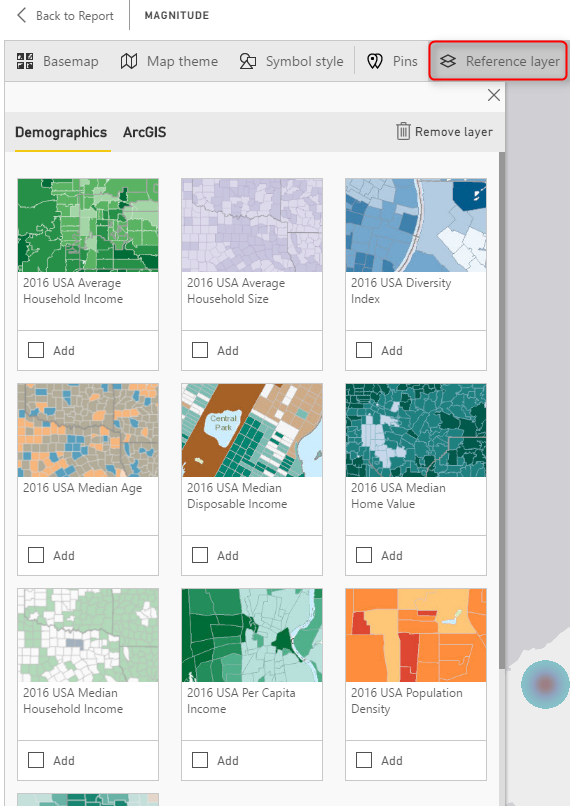 Back to Report
MAGNITUDE
Basemap
Map theme
Symbol style
Pins
Reference layer
Demographics
ArcGIS
Remove layer
2016 USA Average
Household Income
Add
2016 USA Average
Household Size
Add
2016 USA Diversity
Index
Add
2016 USA Median Age
Add
Central
Park
2016 USA Median
Disposable Income
Add
2016 USA Median
Home Value
Add
2016 USA Median
Household Income
Add
2016 USA Per Capita
Income
Add
2016 USA Population
Density
Add